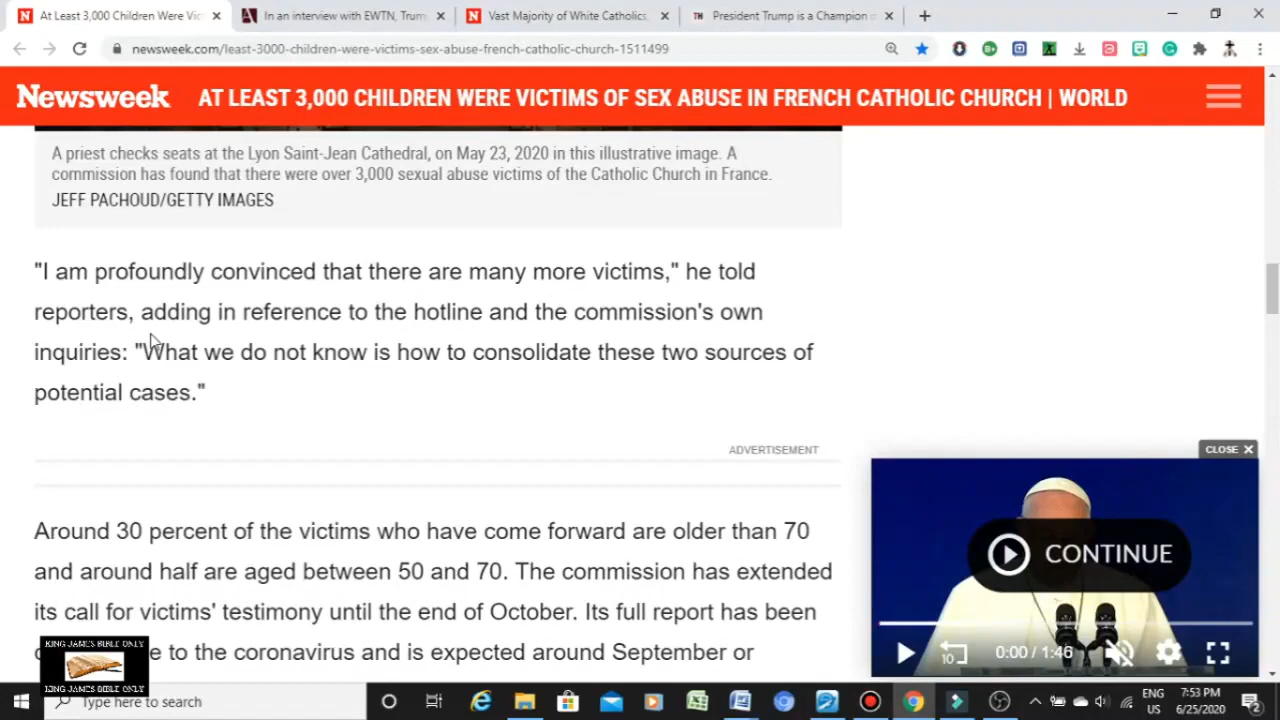 At Least 3,000 Children Were Vic
In an interview with EWTN, Trum
Vast Majority of White Catholics,
TH President Trump is a Champion o
newsweek.com/least-3000-children-were-victims-sex-abuse-french-catholic-church-1511499
Newsweek AT LEAST 3,000 CHILDREN WERE VICTIMS OF SEX ABUSE IN FRENCH CATHOLIC CHURCH | WORLD
A priest checks seats at the Lyon Saint-Jean Cathedral, on May 23, 2020 in this illustrative image. A
commission has found that there were over 3,000 sexual abuse victims of the Catholic Church in France.
JEFF PACHOUD/GETTY IMAGES
"I am profoundly convinced that there are many more victims," he told
reporters, adding in reference to the hotline and the commission's own
inquiries: "What we do not know is how to consolidate these two sources of
potential cases."
ADVERTISEMENT
CLOSE
Around 30 percent of the victims who have come forward are older than 70
and around half are aged between 50 and 70. The commission has extended
its call for victims' testimony until the end of October. Its full report has been
to the coronavirus and is expected around September or
CONTINUE
10
0:00 / 1:46
KING JAMES BIBLE ONLY
KING JAMES BIBLE ONLY
Type here to search
ENG
US
7:53 PM
6/25/2020
2